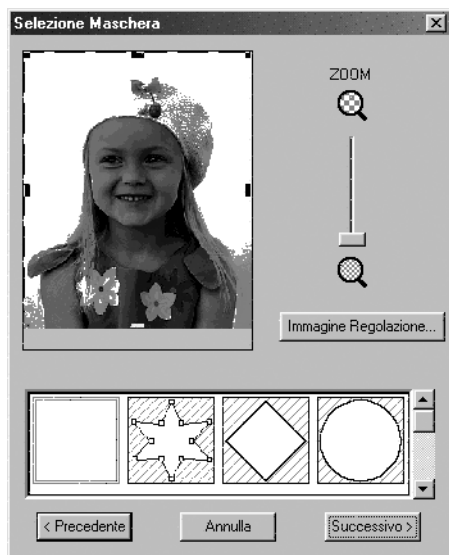 Selezione Maschera
ZOOM
Immagine Regolazione...
< Precedente
Annulla
Successivo >